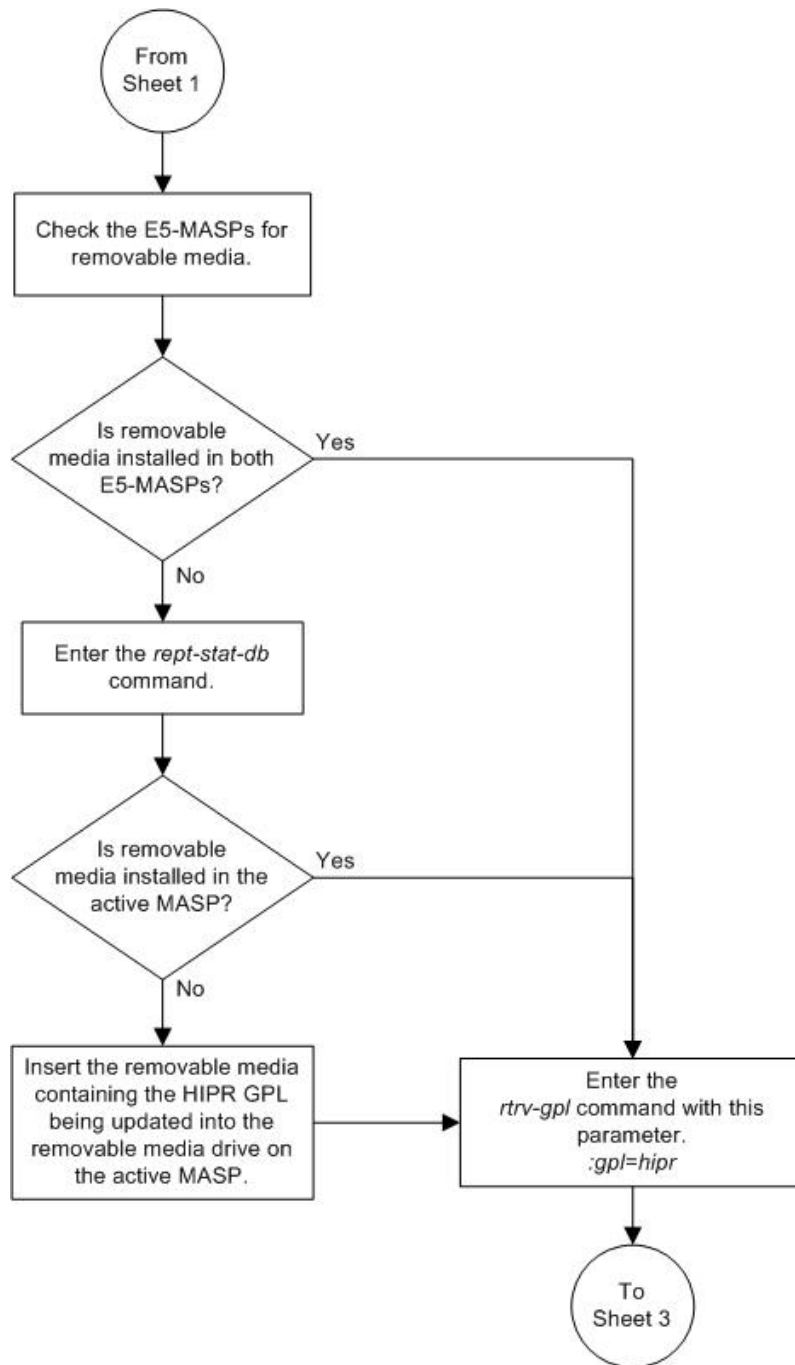 From
Sheet 1
Check the E5-MASPs for
removable media.
Is removable
media installed in both
E5-MASPs?
Yes
No
Enter the rept-stat-db
command.
Is removable
media installed in the
active MASP?
Yes
No
Insert the removable media
containing the HIPR GPL
being updated into the
removable media drive on
the active MASP.
Enter the
rtrv-gpl command with this
parameter.
:gpl=hipr
To
Sheet 3